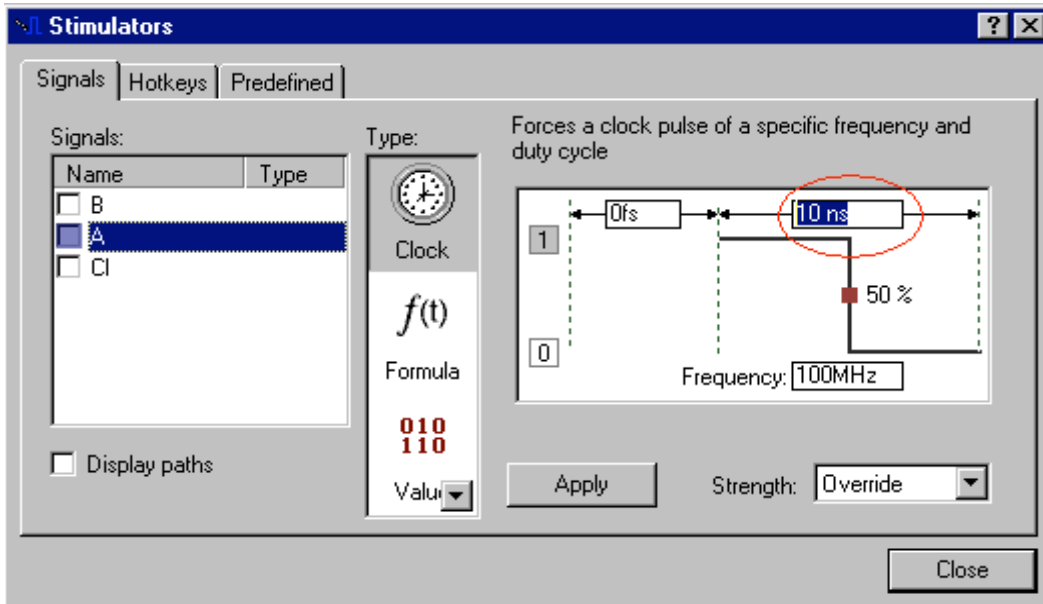 Stimulators
Signals Hotkeys Predefined
Signals:
Name Type
B
A
CI
Display paths
Type:
Clock
f(t)
Formula
010
110
Valu
Forces a clock pulse of a specific frequency and
duty cycle
0fs 10 ns
1
50 %
0
Frequency: 100MHz
Apply Strength: Override
Close